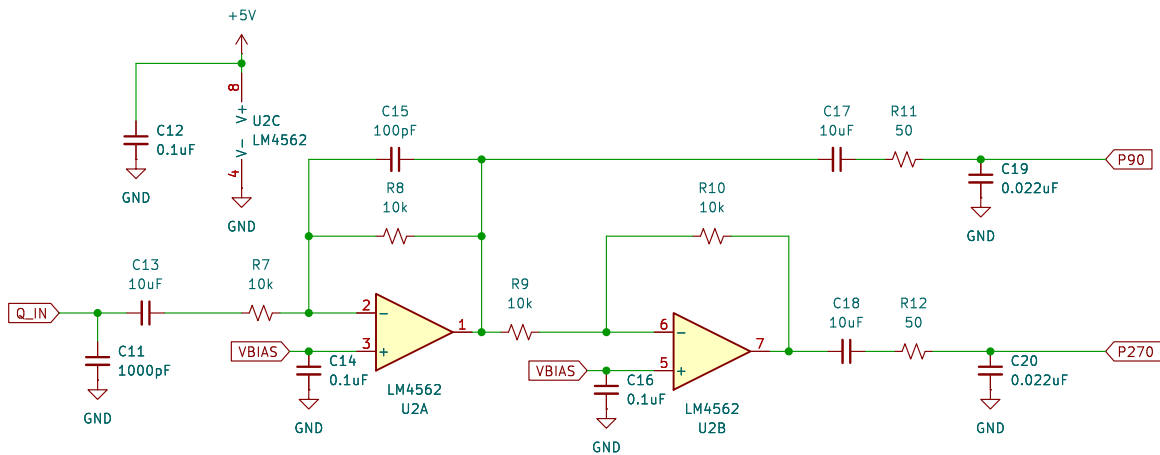 +5V
8
V+
U2C
LM4562
V-
4
GND
C12
0.1uF
GND
C15
100pF
R8
10k
C17
10uF
R11
50
P90
C19
0.022uF
GND
R10
10k
C13
10uF
R7
10k
Q_IN
C11
1000pF
GND
2
-
3
+
1
VBIAS
C14
0.1uF
GND
LM4562
U2A
R9
10k
6
-
5
+
7
VBIAS
C16
0.1uF
GND
LM4562
U2B
C18
10uF
R12
50
P270
C20
0.022uF
GND